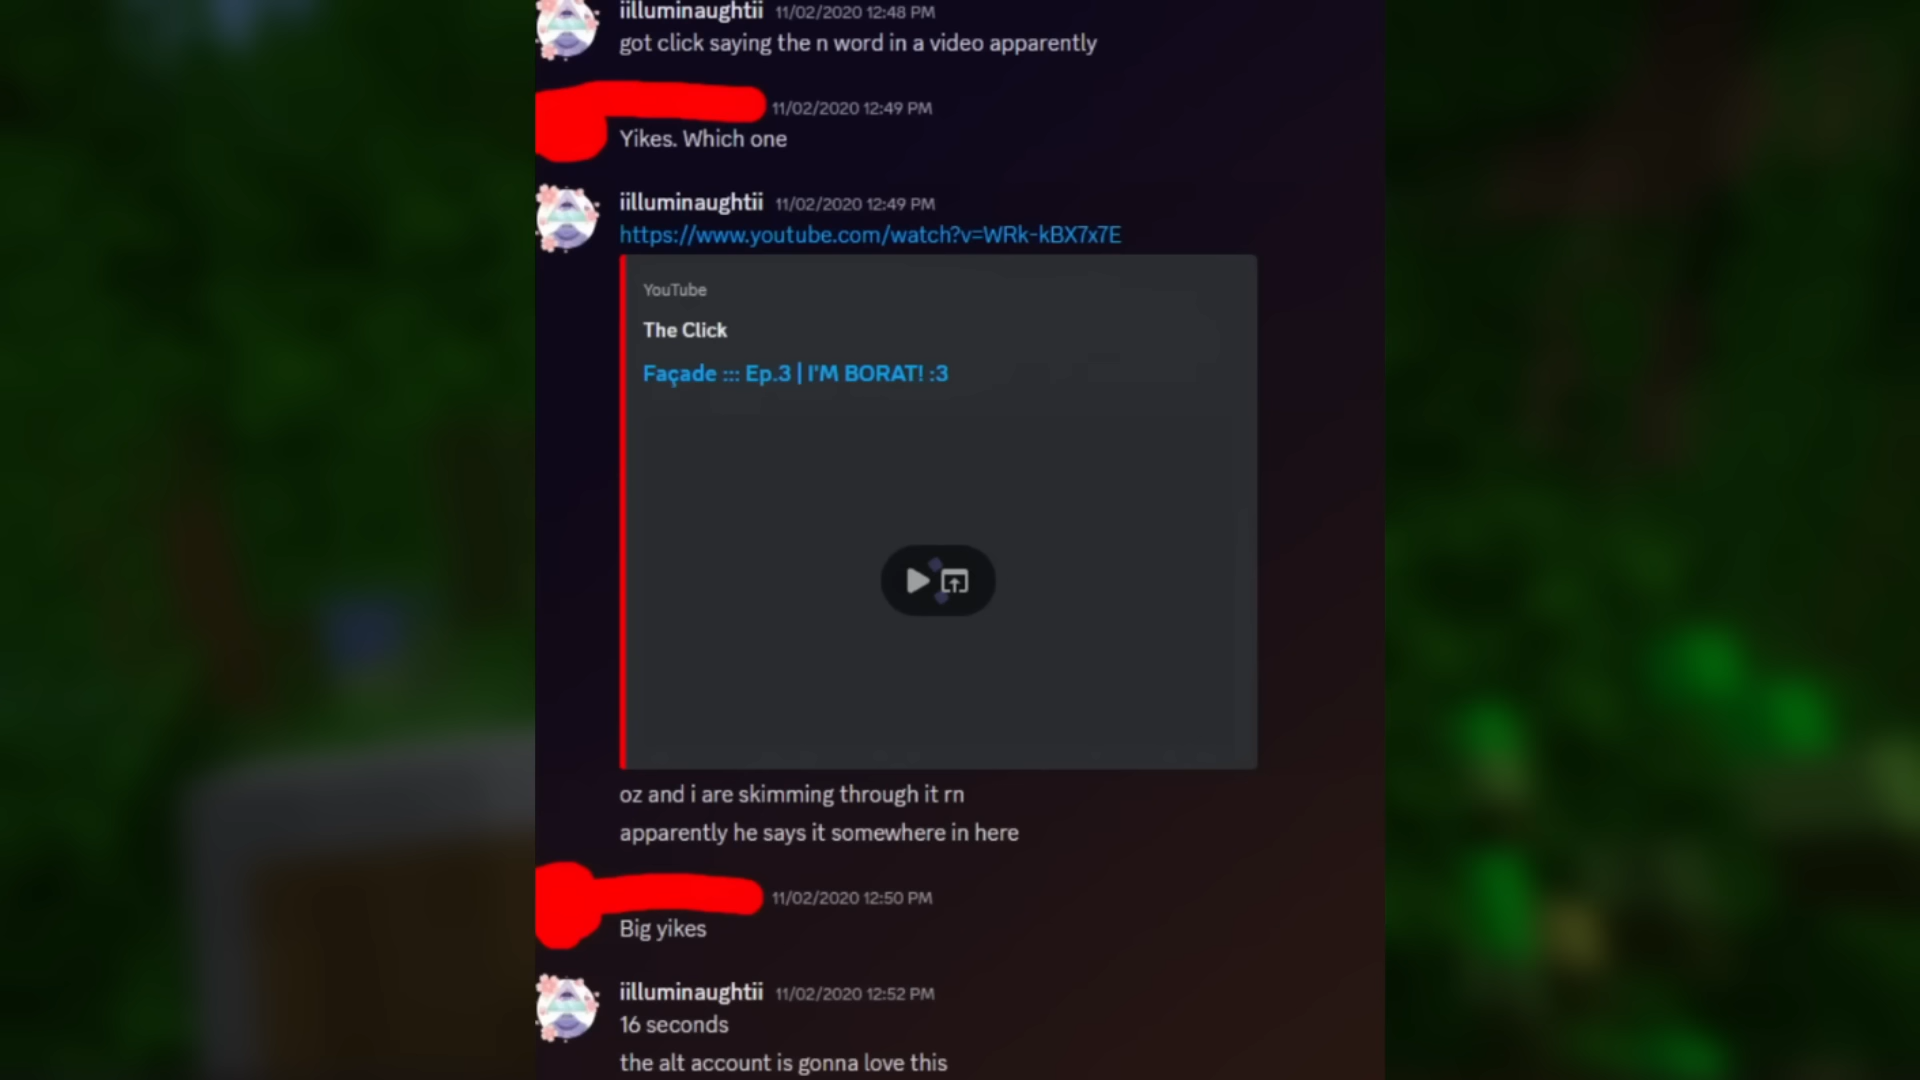 iilluminaughtii 11/02/2020 12:48 PM
got click saying the n word in a video apparently
11/02/2020 12:49 PM
Yikes. Which one
iilluminaughtii 11/02/2020 12:49 PM
https://www.youtube.com/watch?v=WRk-kBX7x7E
YouTube
The Click
Façade ::: Ep.3 | I'M BORAT! :3
oz and i are skimming through it rn
apparently he says it somewhere in here
11/02/2020 12:50 PM
Big yikes
iilluminaughtii 11/02/2020 12:52 PM
16 seconds
the alt account is gonna love this